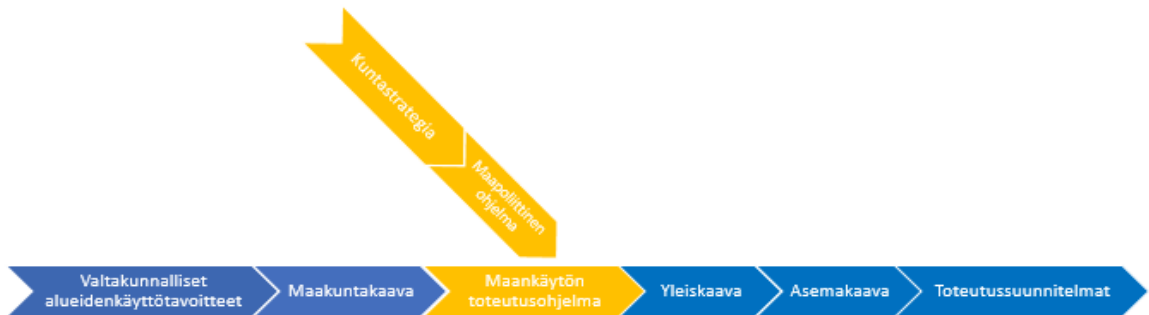 Kuntastrategia
Maapoliittinen
ohjelma
Valtakunnalliset
alueidenkäyttötavoitteet
Maakuntakaava
Maankäytön
toteutusohjelma
Yleiskaava
Asemakaava
Toteutussuunnitelmat